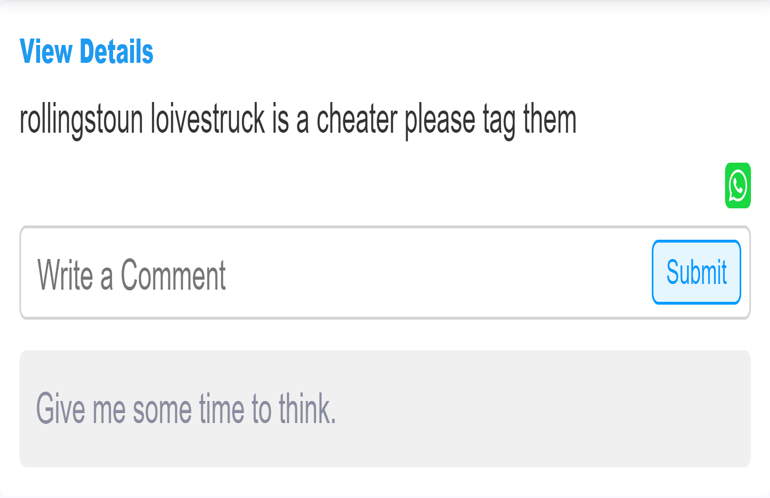 View Details
rollingstoun loivestruck is a cheater please tag them
Write a Comment
Submit
Give me some time to think.